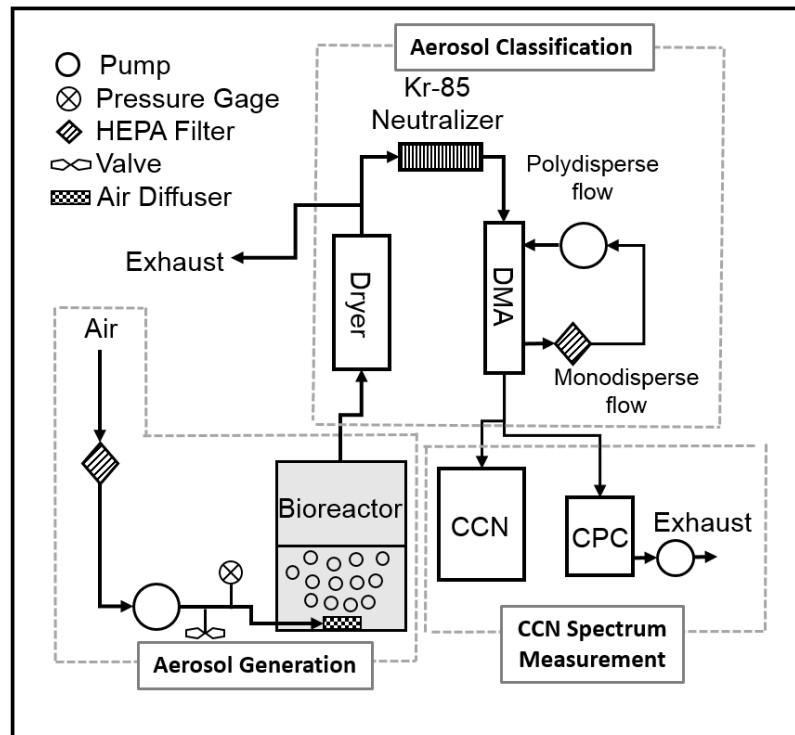 Aerosol Classification
Pump
Pressure Gage
HEPA Filter
Valve
Air Diffuser
Kr-85
Neutralizer
Polydisperse
flow
Exhaust
Dryer
DMA
Monodisperse
flow
Air
Bioreactor
CCN
CPC
Exhaust
Aerosol Generation
CCN Spectrum
Measurement